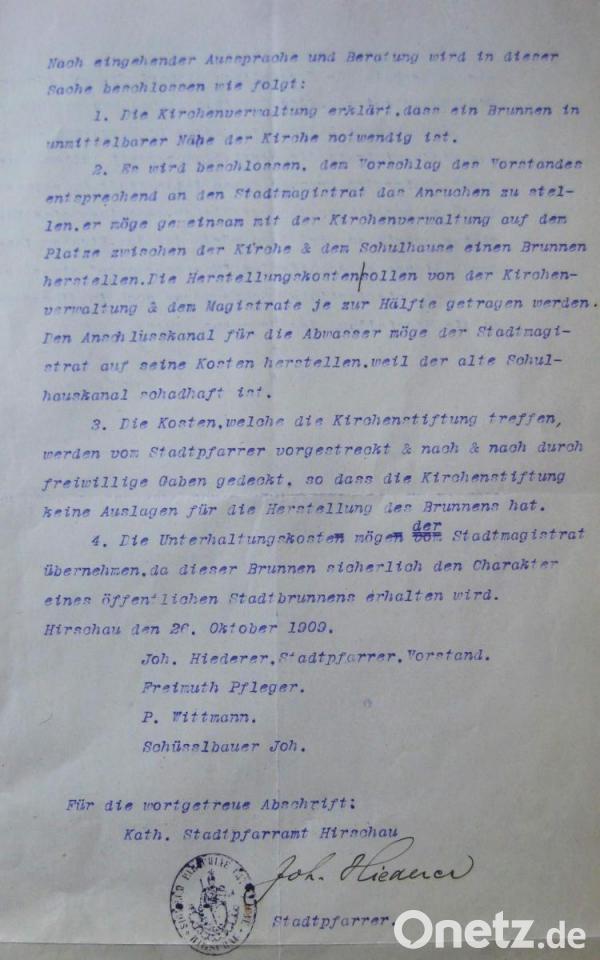 Nach eingehender Aussprache und Beratung wird in dieser
Sache beschlossen wie folgt:
1. Die Kirchenverwaltung erklärt,dass ein Brunnen in
unmittelbarer Nähe der Kirche notwendig ist.
2. Es wird beschlossen, dem Vorschlag des Vorstandes
entsprechend an den Stadtmagistrat das Ansuchen zu stel-
len,er möge gemeinsam mit der Kirchenverwaltung auf dem
Platze zwischen der Kirche & dem Schulhause einen Brunnen
herstellen.Die Herstellungskosten/sollen von der Kirchen-
verwaltung & dem Magistrate je zur Hälfte getragen werden.
Den Anschlüsskanal für die Abwasser möge der Stadtmagi-
strat auf seine Kosten herstellen,weil der alte Schul-
hauskanal schadhaft ist.
3. Die Kosten,welche die Kirchenstiftung treffen,
werden vom Stadtpfarrer vorgestreckt & nach & nach durch
freiwillige Gaben gedeckt, so dass die Kirchenstiftung
keine Auslagen für die Herstellung des Brunnens hat.
4. Die Unterhaltungskosten mögen der vom Stadtmagistrat
übernehmen,da dieser Brunnen sicherlich den Charakter
eines öffentlichen Stadtbrunnens erhalten wird.
Hirschau den 26. Oktober 1909.
Joh. Hiederer,Stadtpfarrer,Vorstand.
Freimuth Pfleger.
P. Wittmann.
Schüsslbauer Joh.
Für die wortgetreue Abschrift:
Kath. Stadtpfarramt Hirschau
Joh. Hiederer
Stadtpfarrer.
Onetz.de